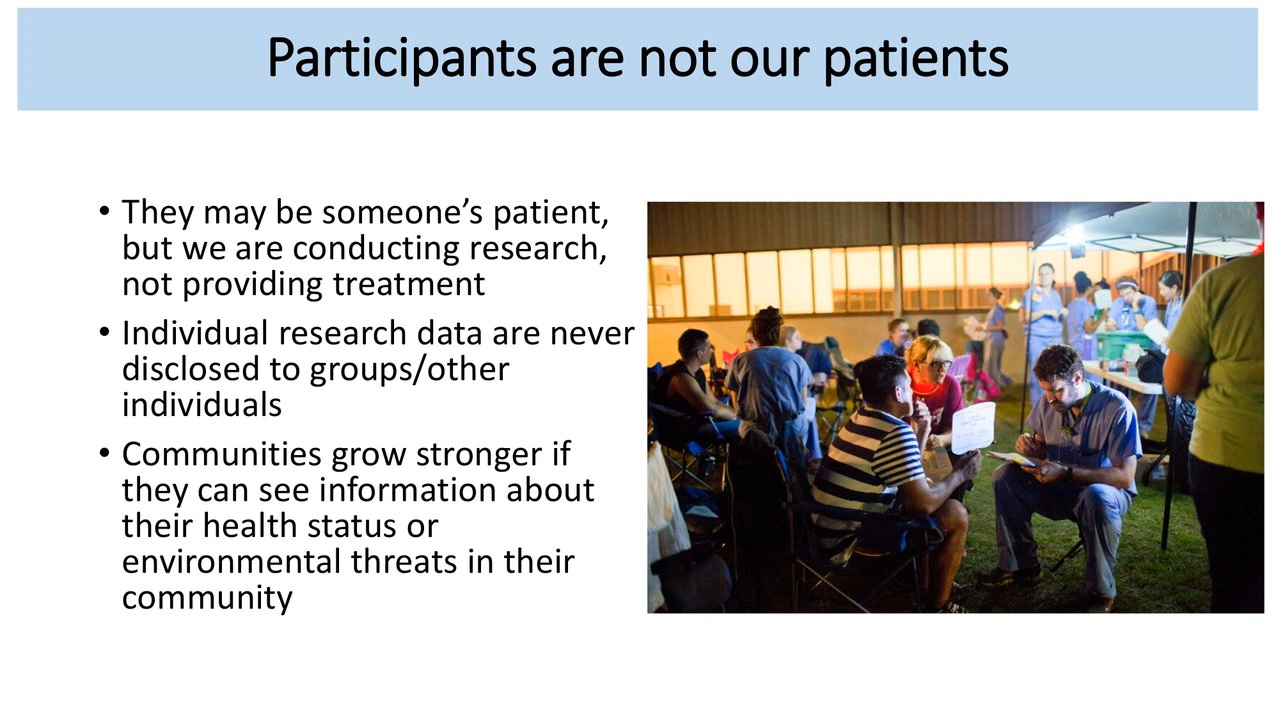 Participants are not our patients
• They may be someone’s patient,
but we are conducting research,
not providing treatment
• Individual research data are never
disclosed to groups/other
individuals
• Communities grow stronger if
they can see information about
their health status or
environmental threats in their
community